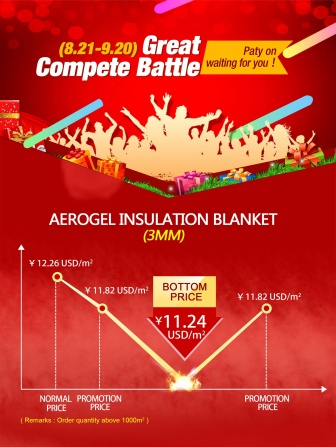 (8.21-9.20) Great
Compete Battle
Paty on
waiting for you !
AEROGEL INSULATION BLANKET
(3MM)
¥ 12.26 USD/m²
¥ 11.82 USD/m²
BOTTOM
PRICE
¥11.24
USD/m²
¥ 11.82 USD/m²
NORMAL
PRICE
PROMOTION
PRICE
PROMOTION
PRICE
( Remarks : Order quantity above 1000m² )